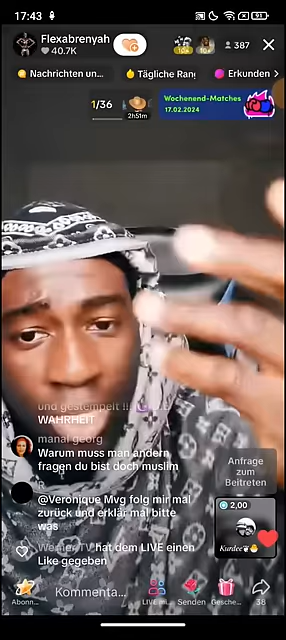 17:43
91
Flexabrenyah
40.7K
387
Nachrichten un...
Tägliche Rang
Erkunden >
1/36
2h51m
Wochenend-Matches
17.02.2024
und gestempelt !!
WAHRHEIT
manal georg
Warum muss man andern
fragen du bist doch muslim
R
@Veronique Mvg folg mir mal
zurück und erklär mal bitte
was
hat dem LIVE einen
Like gegeben
Anfrage
zum
Beitreten
2,00
Kurdee
Abonn...
Kommenta...
LIVE-mi...
Senden
Gesche...
38